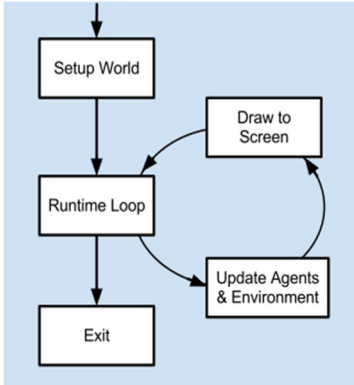 Setup World
Draw to
Screen
Runtime Loop
Update Agents
& Environment
Exit